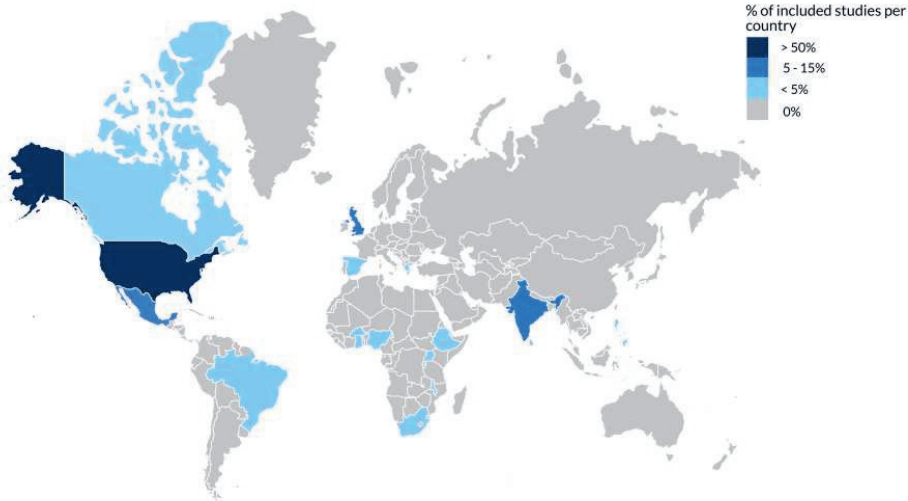 % of included studies per
country
> 50%
5 - 15%
< 5%
0%